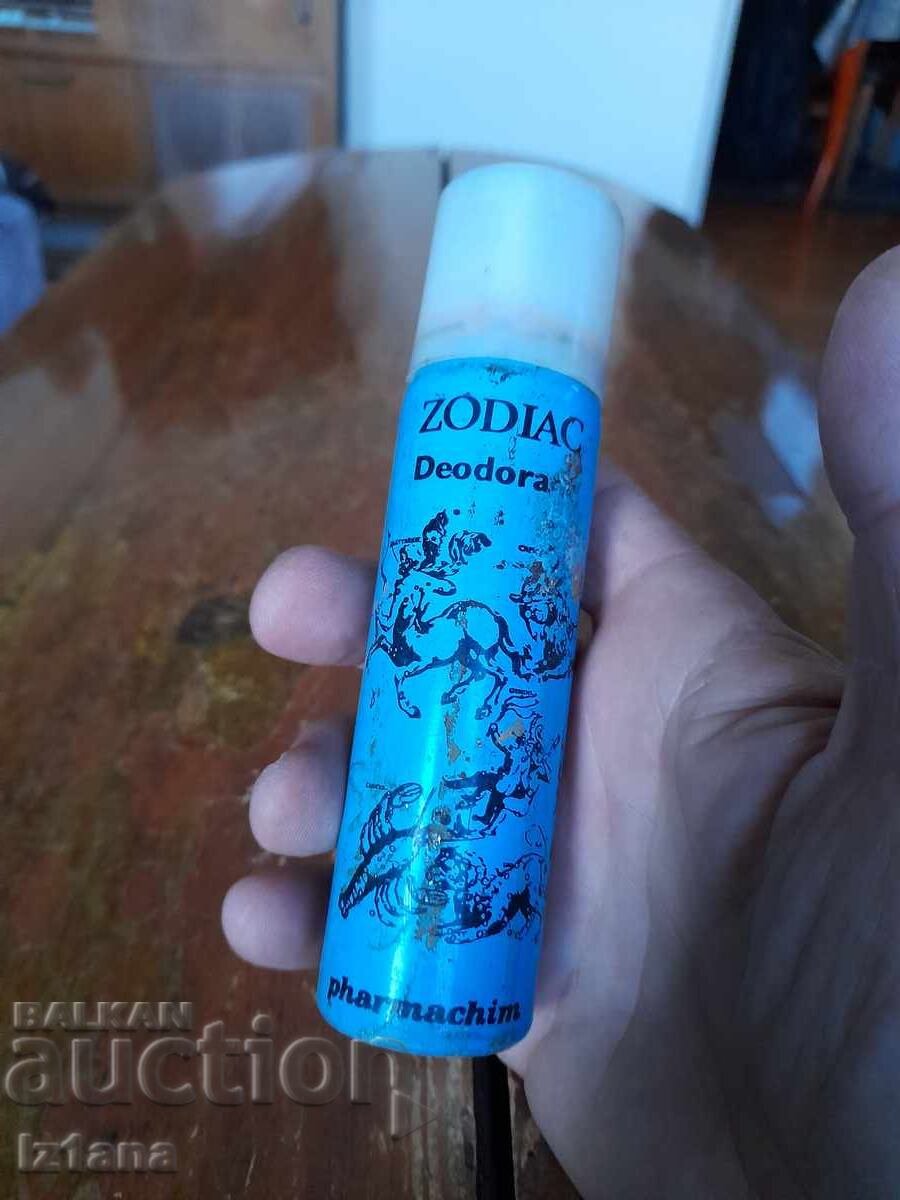 ZODIAC
Deodora
pharmachim
BALKAN
auction
Iz1ana